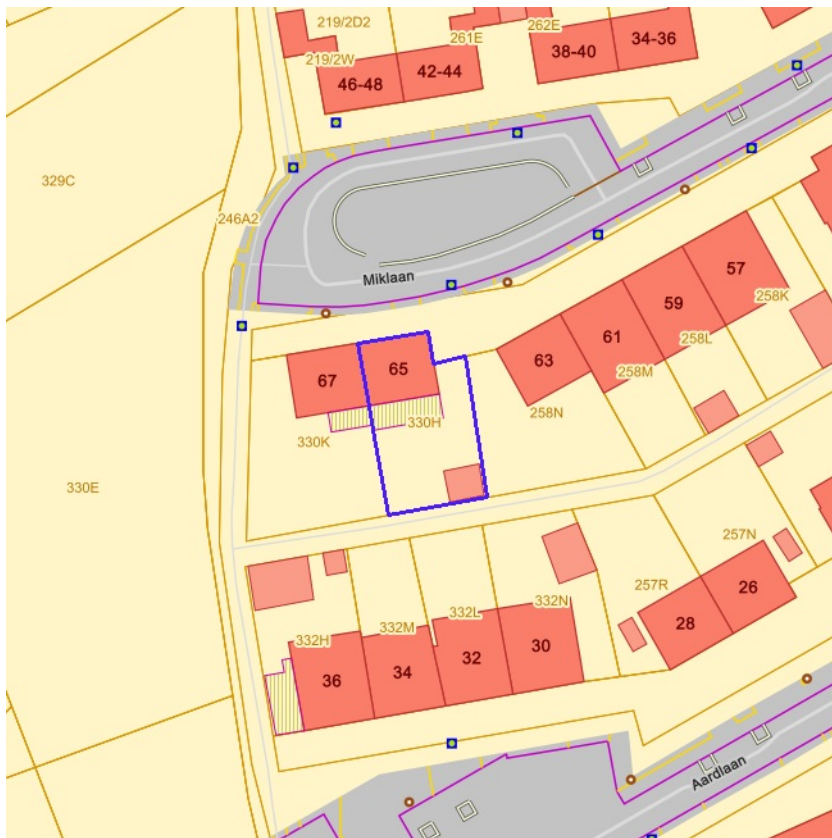 219/2D2
262E
261E
34-36
38-40
219/2W
42-44
46-48
329C
246A2
57
Miklaan
258K
59
258L
61
63
65
258M
67
258N
330H
330K
330E
257N
257R
26
332N
28
332L
332M
332H
30
32
34
36
Aardlaan